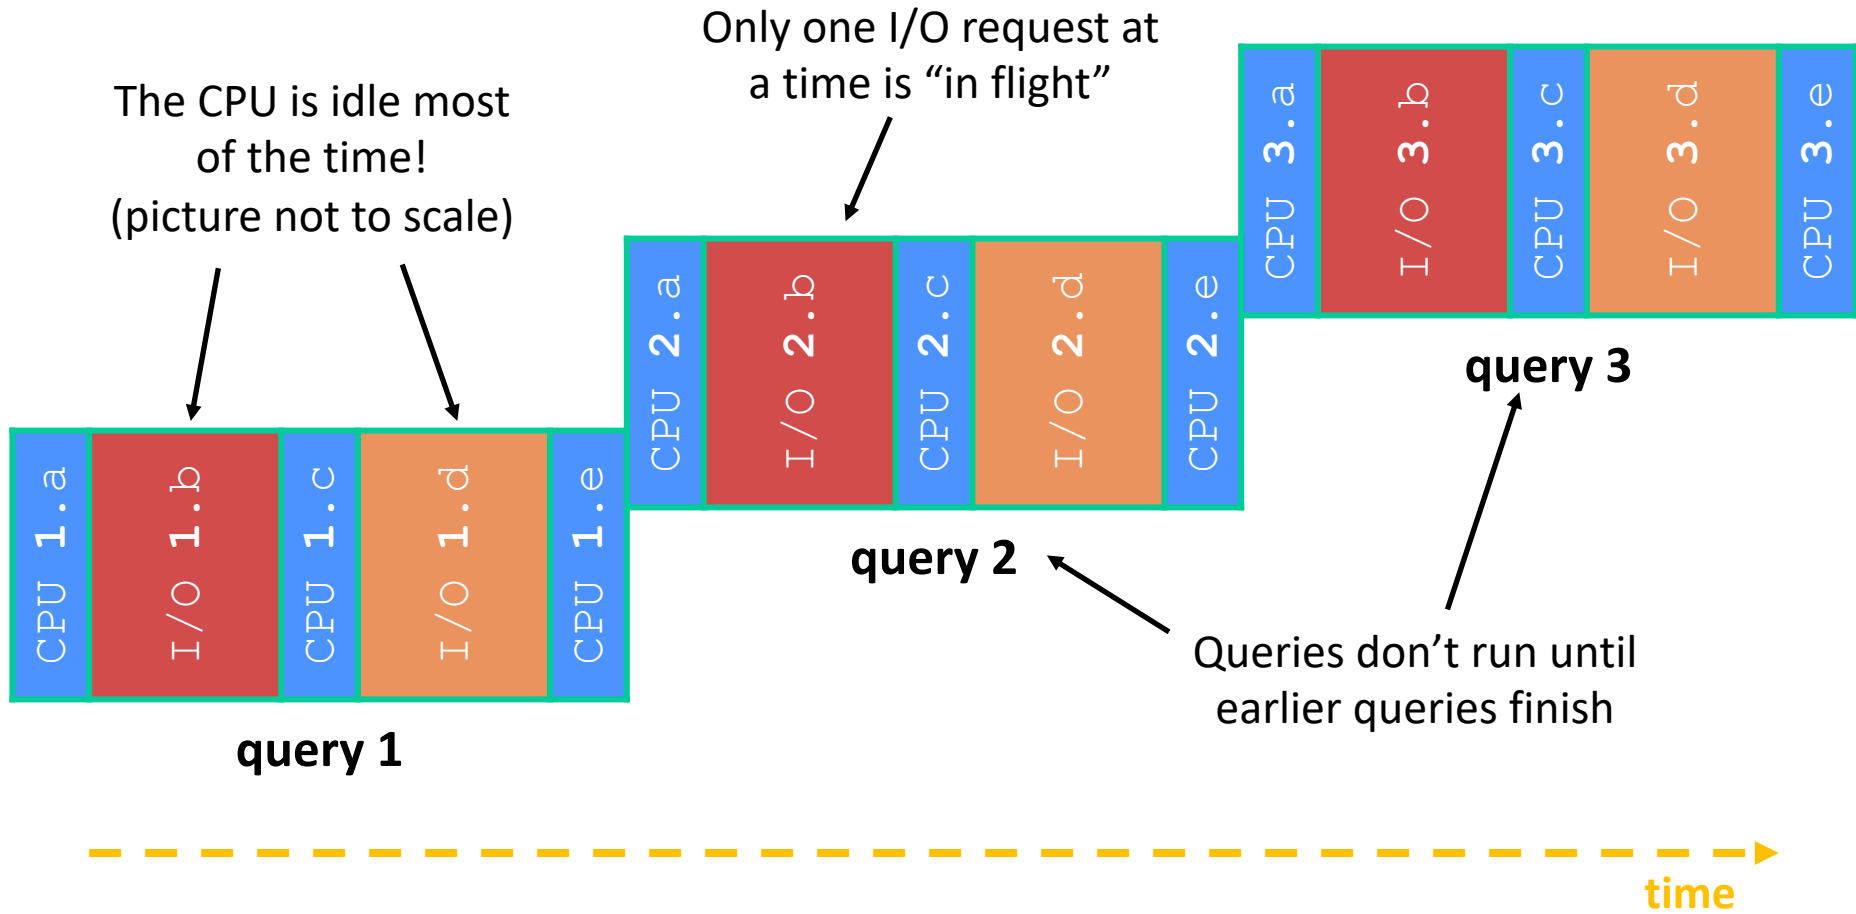 Only one I/O request at
a time is “in flight”
The CPU is idle most
of the time!
(picture not to scale)
CPU 1.a
I/O 1.b
CPU 1.c
I/O 1.d
CPU 1.e
query 1
CPU 2.a
I/O 2.b
CPU 2.c
I/O 2.d
CPU 2.e
query 2
CPU 3.a
I/O 3.b
CPU 3.c
I/O 3.d
CPU 3.e
query 3
Queries don’t run until
earlier queries finish
time